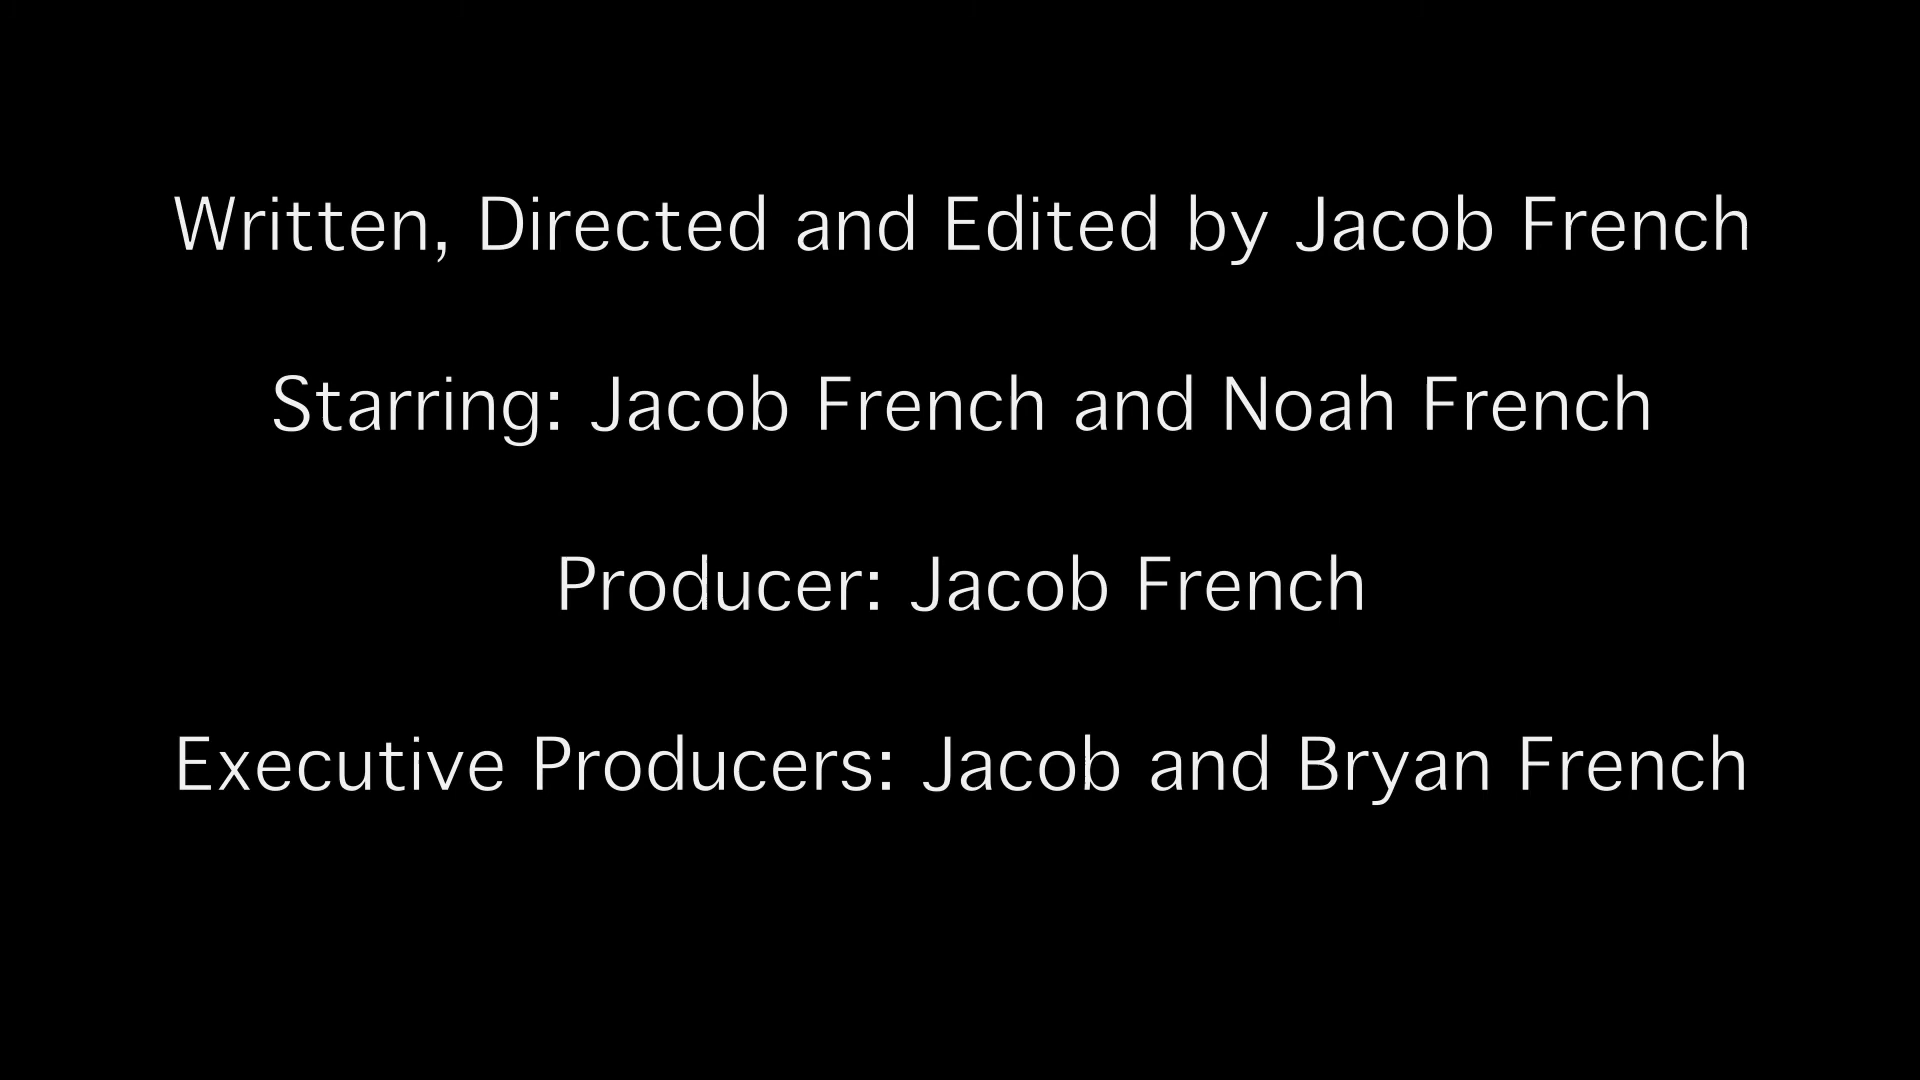 Written, Directed and Edited by Jacob French
Starring: Jacob French and Noah French
Producer: Jacob French
Executive Producers: Jacob and Bryan French